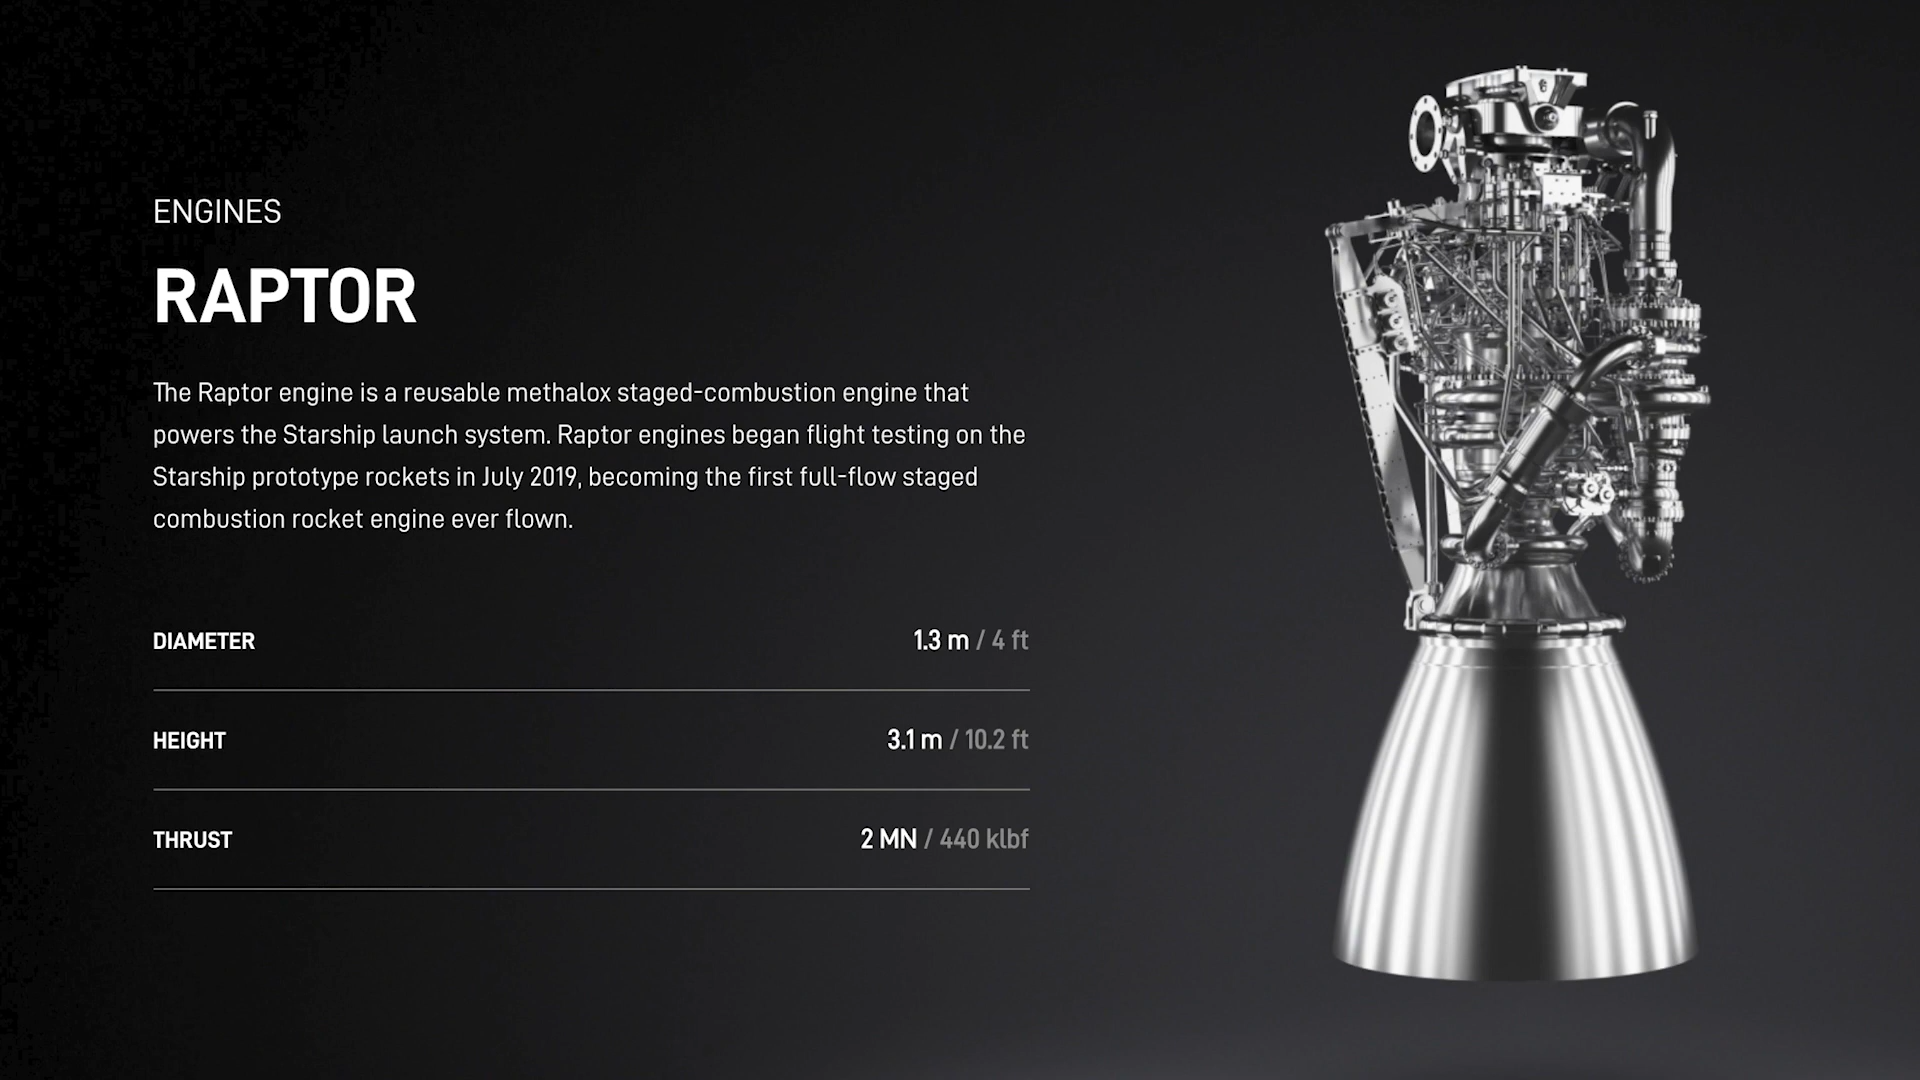 ENGINES
RAPTOR
The Raptor engine is a reusable methalox staged-combustion engine that
powers the Starship launch system. Raptor engines began flight testing on the
Starship prototype rockets in July 2019, becoming the first full-flow staged
combustion rocket engine ever flown.
DIAMETER 1.3 m / 4 ft
HEIGHT 3.1 m / 10.2 ft
THRUST 2 MN / 440 klbf